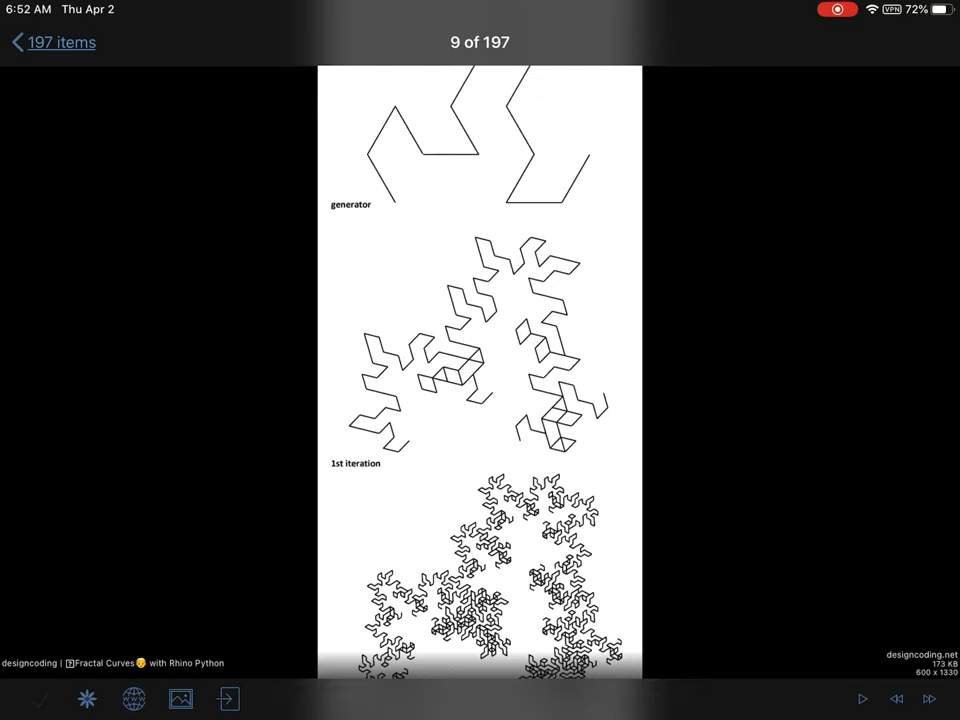 6:52 AM Thu Apr 2
VPN 72%
197 items
9 of 197
generator
1st iteration
designcoding | ?Fractal Curves😔 with Rhino Python
designcoding.net
173 KB
600 x 1330